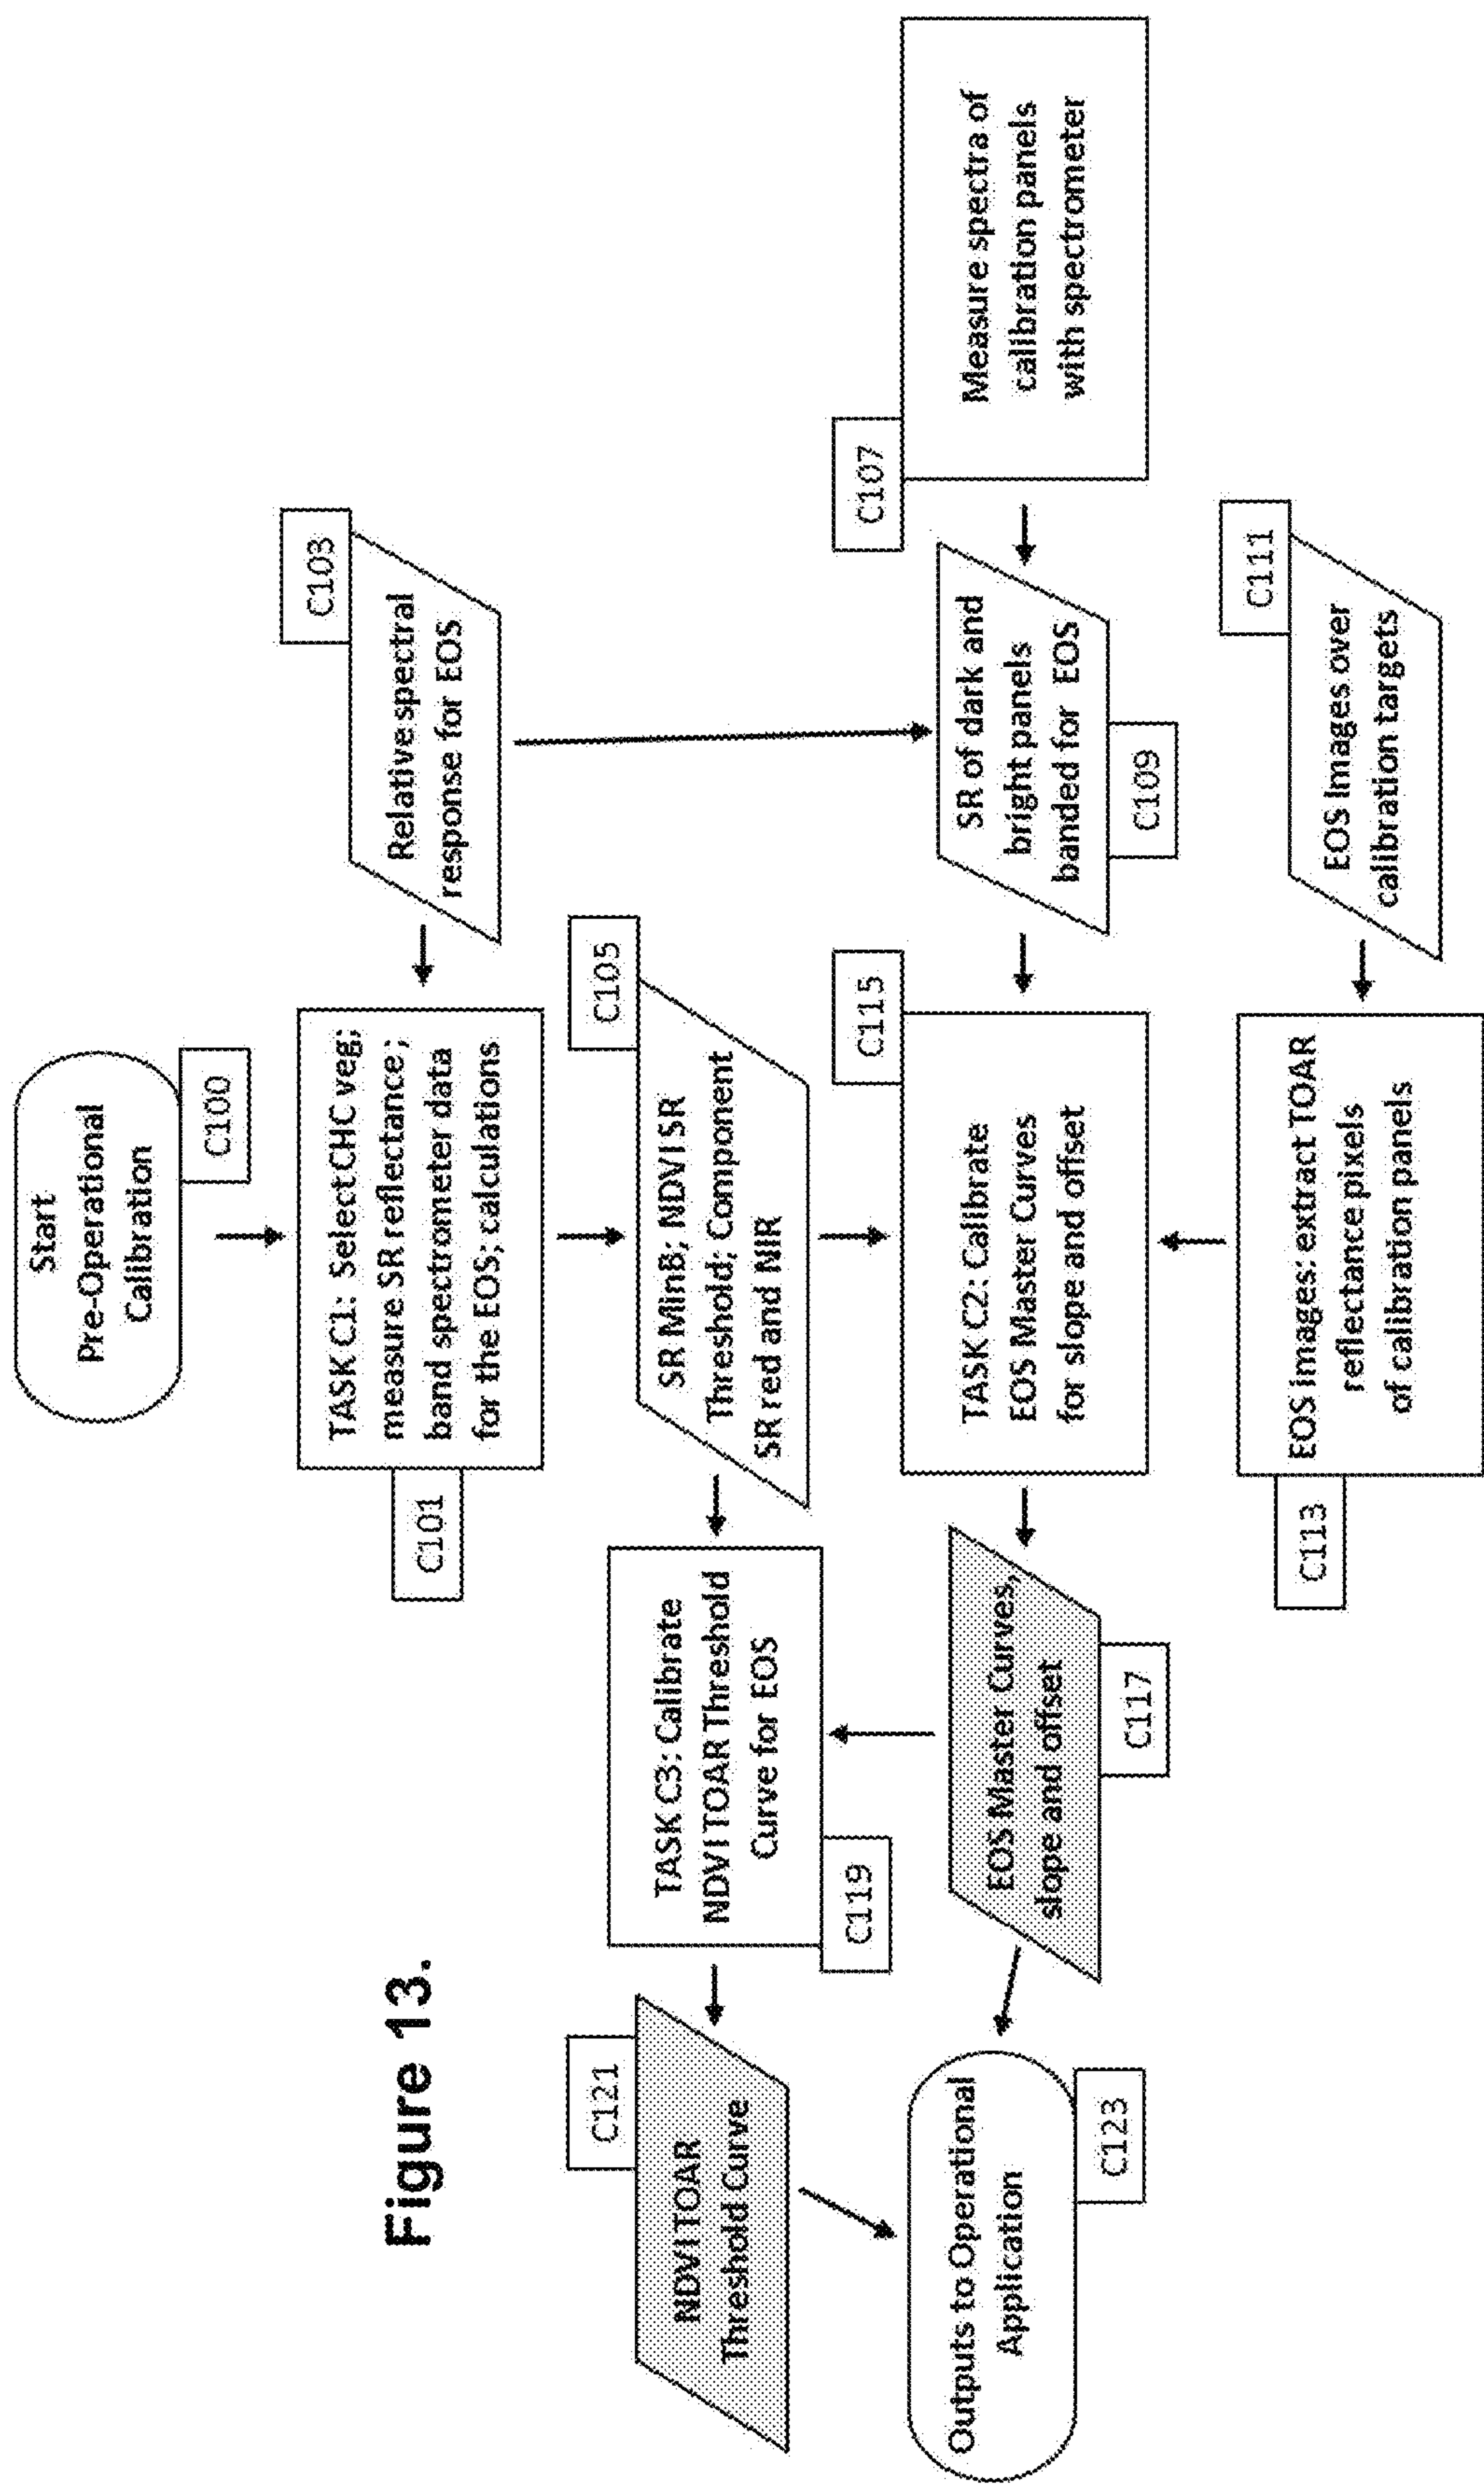 Figure 13.
Start
Pre-Operational
Calibration
C100
TASK C1: Select CHC veg;
measure SR reflectance;
band spectrometer data
for the EOS; calculations
C101
Relative spectral
response for EOS
C103
SR MinB; NDVI SR
Threshold; Component
SR red and NIR
C105
Measure spectra of
calibration panels
with spectrometer
C107
SR of dark and
bright panels
banded for EOS
C109
EOS Images over
calibration targets
C111
EOS images: extract TOAR
reflectance pixels
of calibration panels
C113
TASK C2: Calibrate
EOS Master Curves
for slope and offset
C115
EOS Master Curves,
slope and offset
C117
TASK C3: Calibrate
NDVI TOAR Threshold
Curve for EOS
C119
NDVI TOAR
Threshold Curve
C121
Outputs to Operational
Application
C123